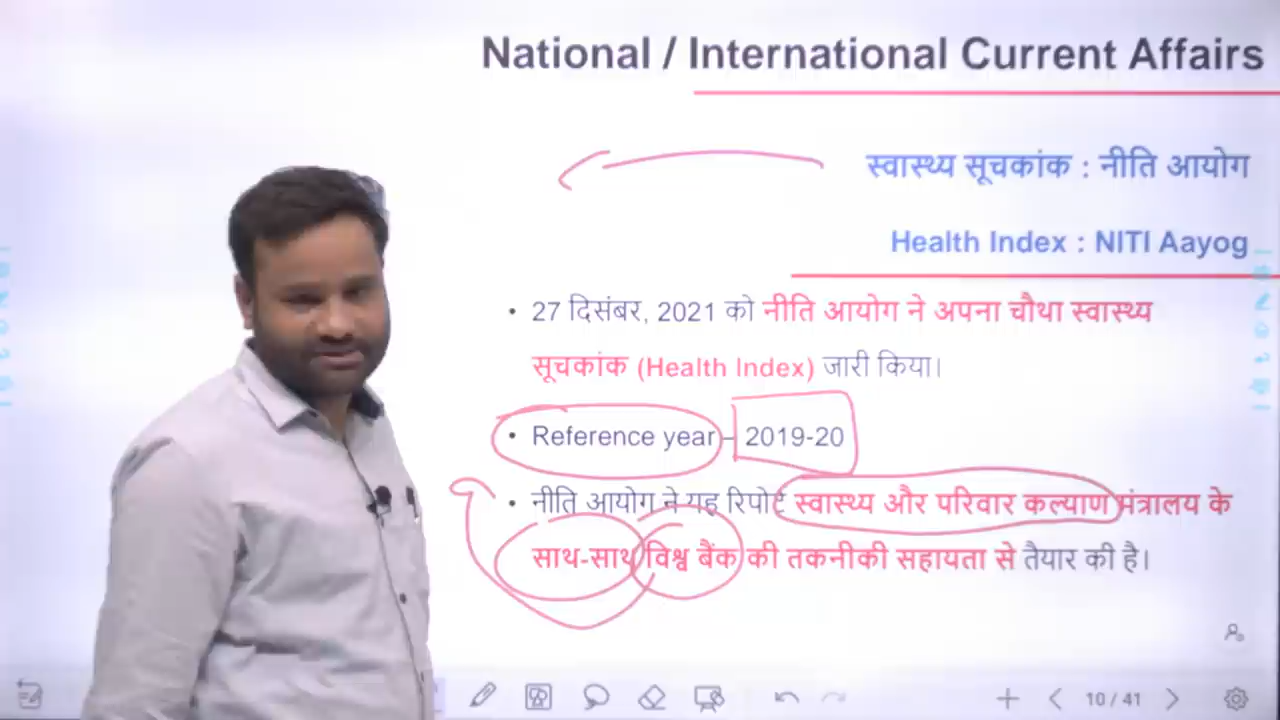 National / International Current Affairs
स्वास्थ्य सूचकांक : नीति आयोग
Health Index : NITI Aayog
• 27 दिसंबर, 2021 को नीति आयोग ने अपना चौथा स्वास्थ्य
सूचकांक (Health Index) जारी किया।
• Reference year – 2019-20
• नीति आयोग ने यह रिपोर्ट स्वास्थ्य और परिवार कल्याण मंत्रालय के
साथ-साथ विश्व बैंक की तकनीकी सहायता से तैयार की है।
10 / 41